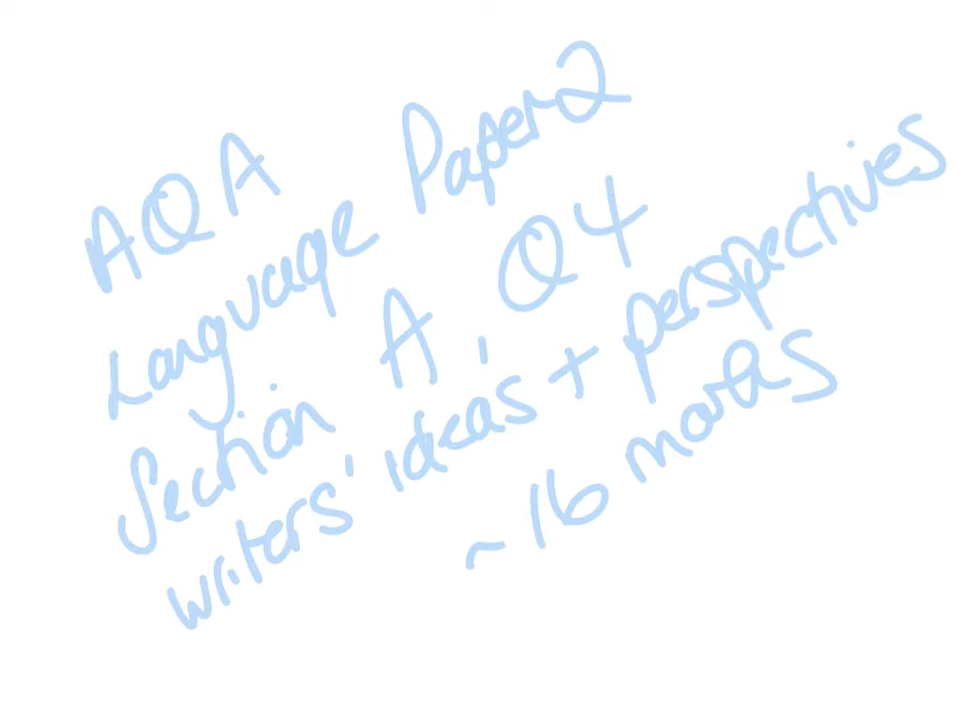 AQA
Language Paper 2
Section A, Q4
writers' ideas + perspectives
~ 16 marks